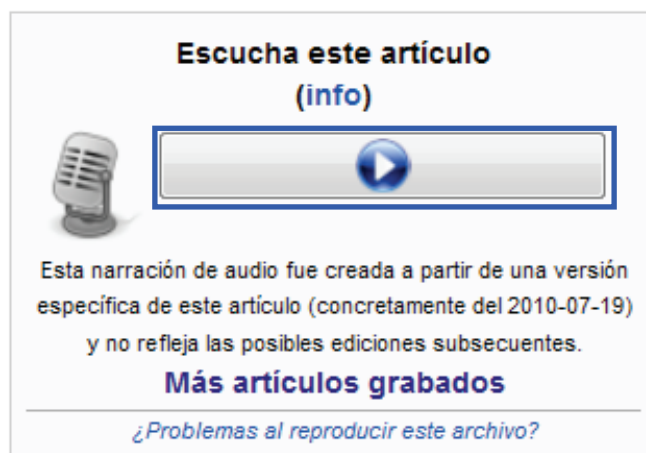 Escucha este artículo
(info)
Esta narración de audio fue creada a partir de una versión
específica de este artículo (concretamente del 2010-07-19)
y no refleja las posibles ediciones subsecuentes.
Más artículos grabados
¿Problemas al reproducir este archivo?